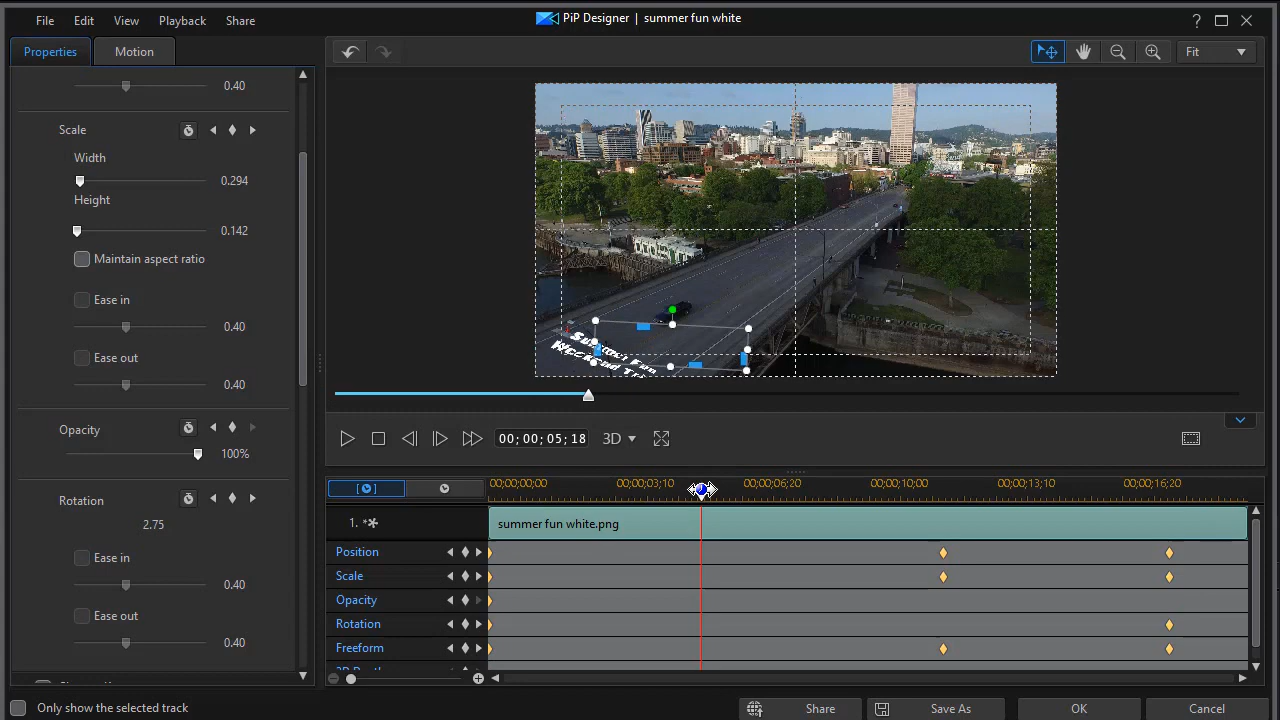 File Edit View Playback Share
PiP Designer | summer fun white
?
Properties Motion
Fit
0.40
Scale
Width
0.294
Height
0.142
Maintain aspect ratio
Ease in
0.40
Ease out
0.40
Opacity
100%
Rotation
2.75
Ease in
0.40
Ease out
0.40
Weekend
Fun
00; 00; 05; 18
3D
00;00;00;00 00;00;03;10 00;00;06;20 00;00;10;00 00;00;13;10 00;00;16;20
1. summer fun white.png
Position
Scale
Opacity
Rotation
Freeform
Only show the selected track
Share Save As OK Cancel